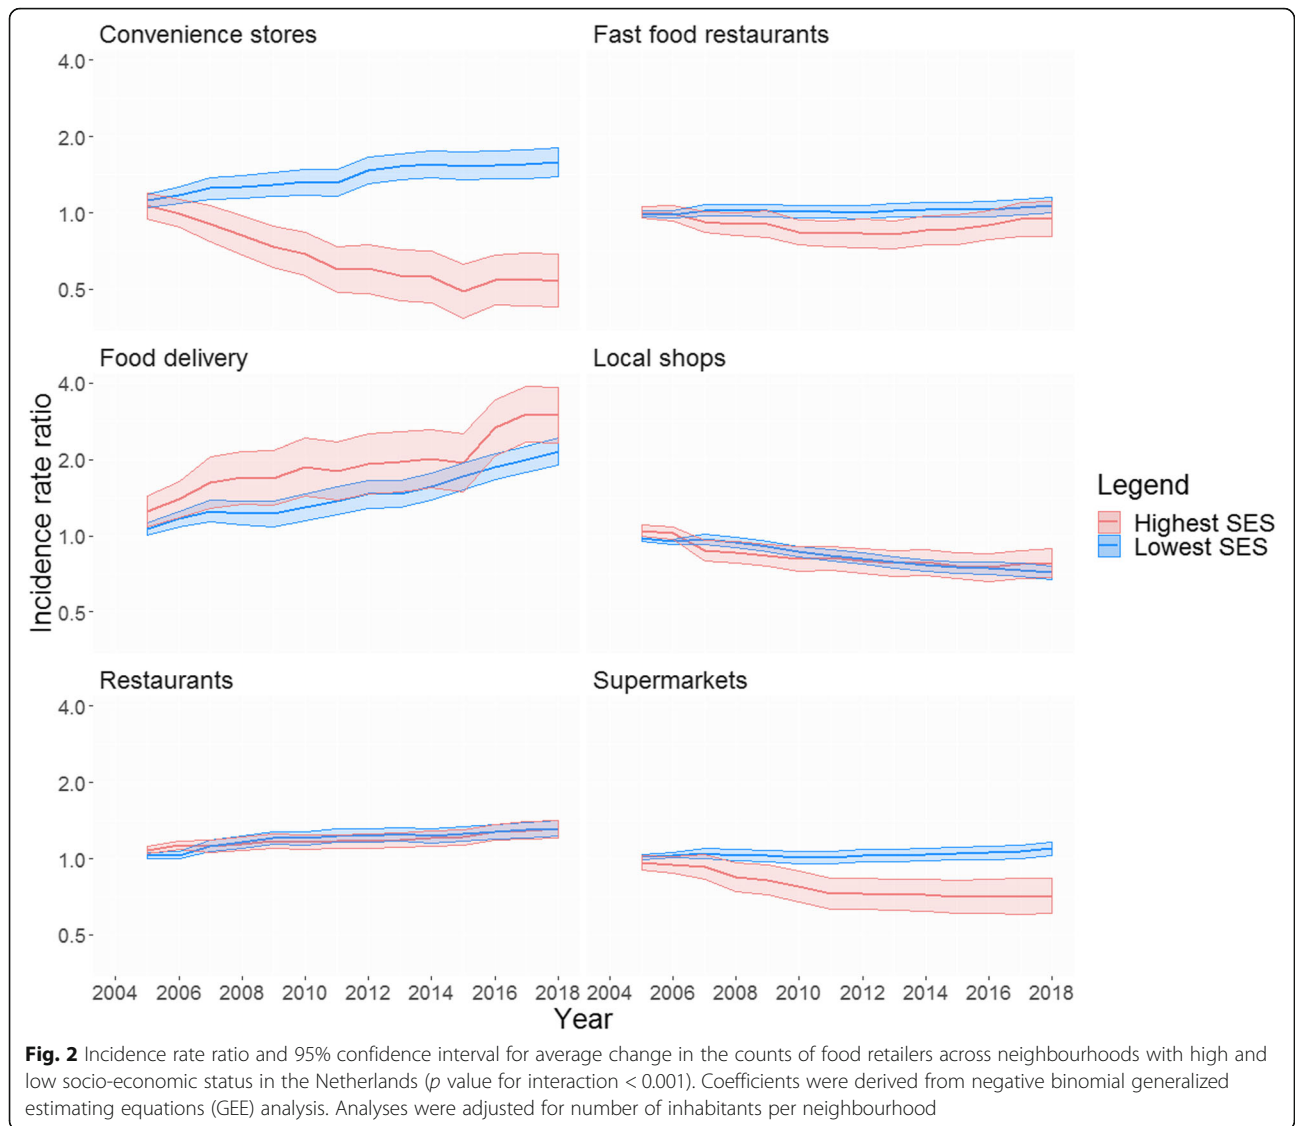 Convenience stores
Fast food restaurants
4.0
2.0
1.0
0.5
Food delivery
Local shops
4.0
2.0
1.0
0.5
Restaurants
Supermarkets
4.0
2.0
1.0
0.5
Incidence rate ratio
2004 2006 2008 2010 2012 2014 2016 2018 2004 2006 2008 2010 2012 2014 2016 2018
Year
Legend
Highest SES
Lowest SES
Fig. 2 Incidence rate ratio and 95% confidence interval for average change in the counts of food retailers across neighbourhoods with high and
low socio-economic status in the Netherlands (p value for interaction < 0.001). Coefficients were derived from negative binomial generalized
estimating equations (GEE) analysis. Analyses were adjusted for number of inhabitants per neighbourhood